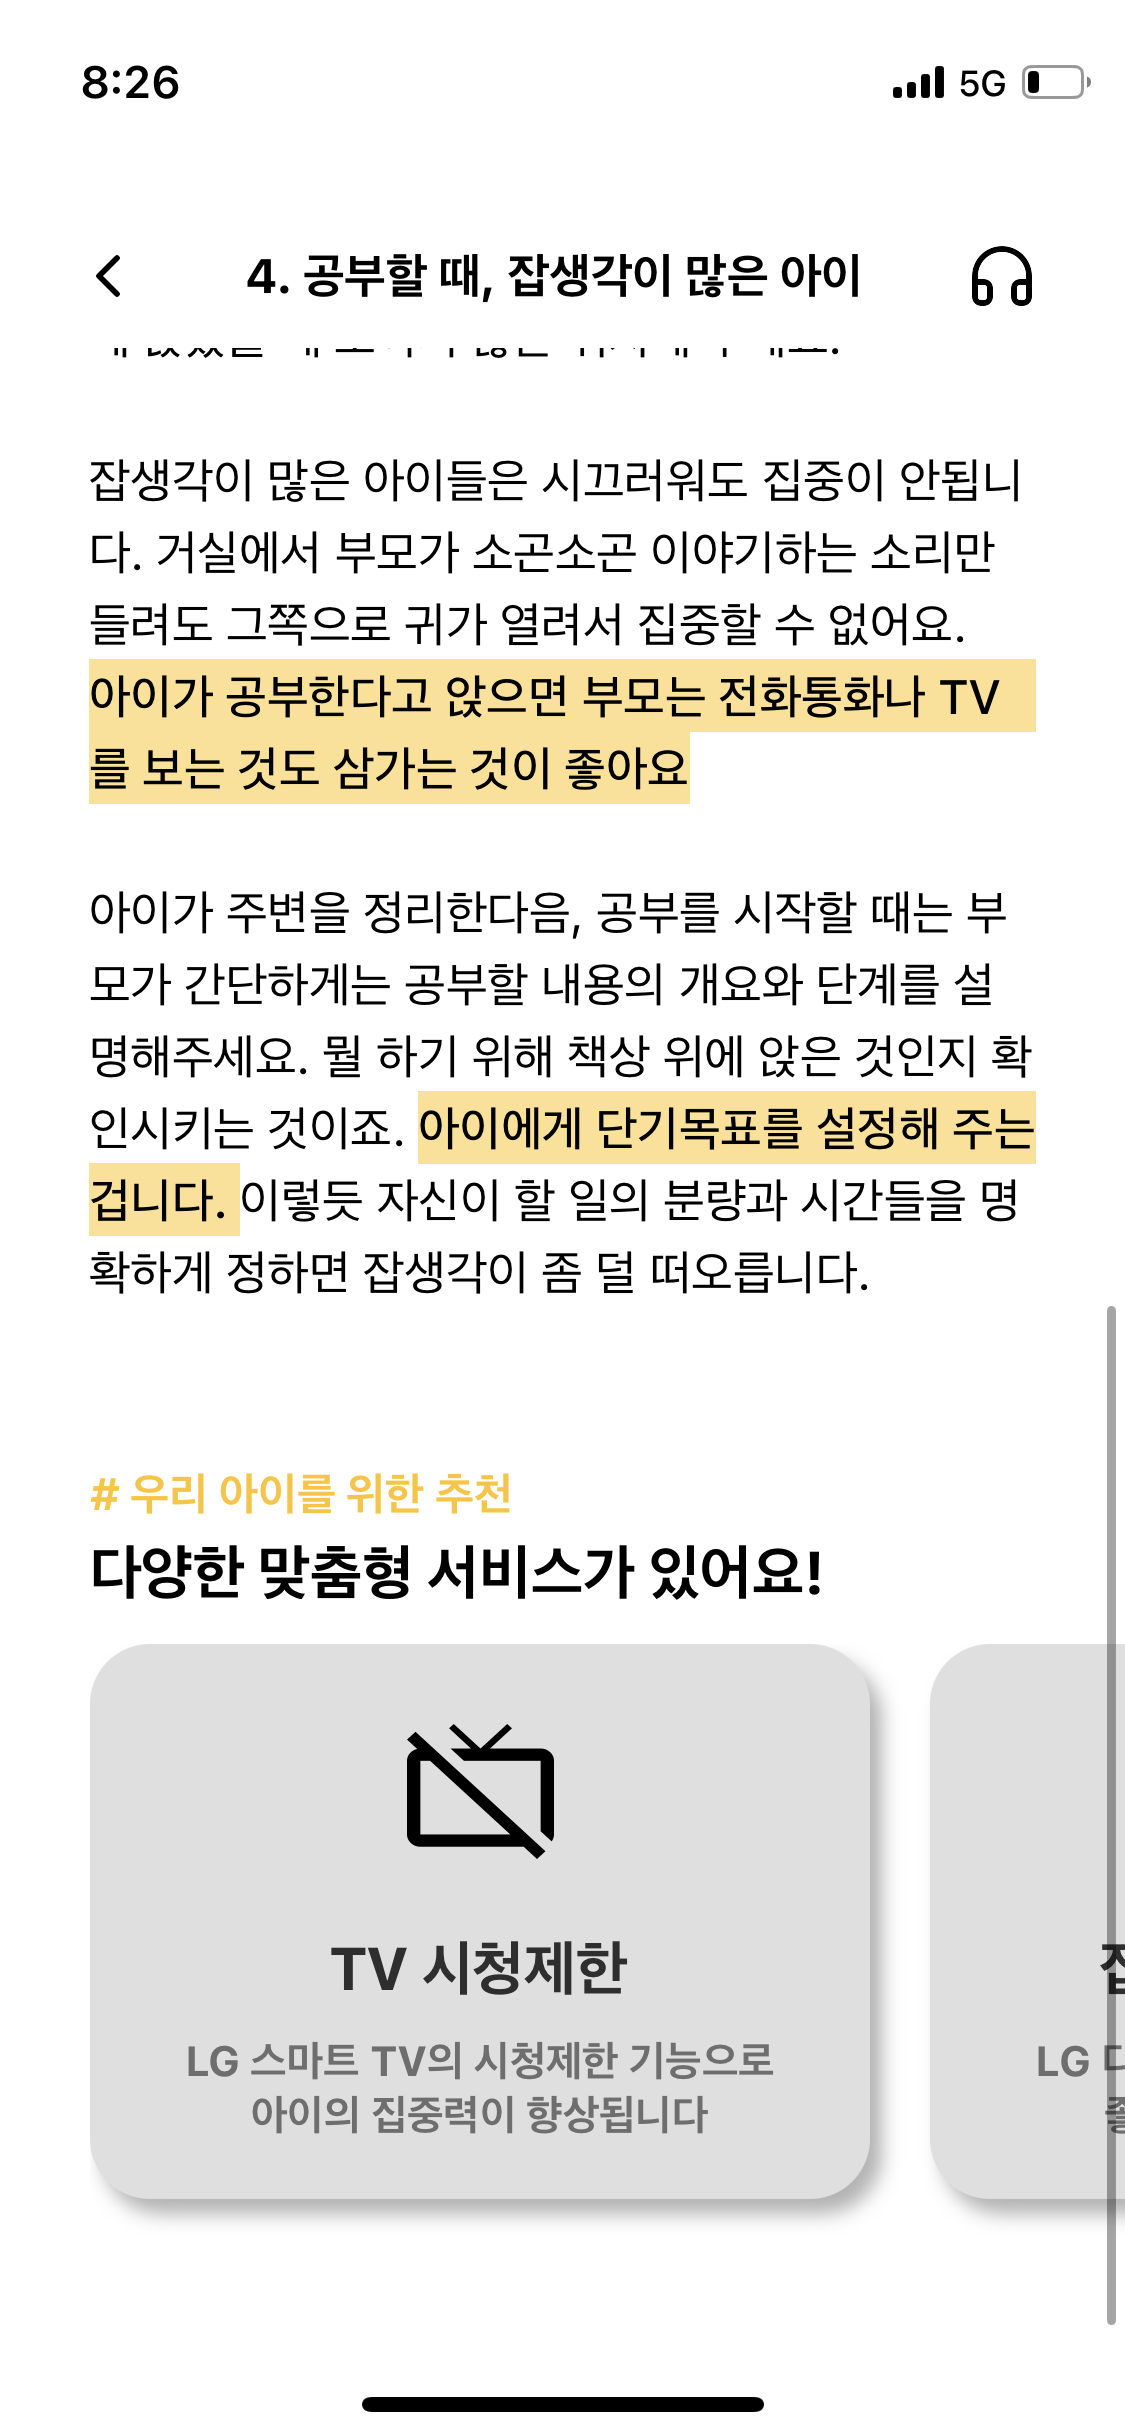 8:26
5G
4. 공부할 때, 잡생각이 많은 아이
잡생각이 많은 아이들은 시끄러워도 집중이 안됩니
다. 거실에서 부모가 소곤소곤 이야기하는 소리만
들려도 그쪽으로 귀가 열려서 집중할 수 없어요.
아이가 공부한다고 앉으면 부모는 전화통화나 TV
를 보는 것도 삼가는 것이 좋아요
아이가 주변을 정리한다음, 공부를 시작할 때는 부
모가 간단하게는 공부할 내용의 개요와 단계를 설
명해주세요. 뭘 하기 위해 책상 위에 앉은 것인지 확
인시키는 것이죠. 아이에게 단기목표를 설정해 주는
겁니다. 이렇듯 자신이 할 일의 분량과 시간들을 명
확하게 정하면 잡생각이 좀 덜 떠오릅니다.
# 우리 아이를 위한 추천
다양한 맞춤형 서비스가 있어요!
TV 시청제한
LG 스마트 TV의 시청제한 기능으로
아이의 집중력이 향상됩니다
LG